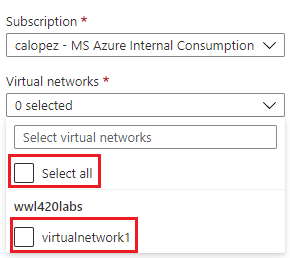 Subscription *
calopez - MS Azure Internal Consumption
Virtual networks *
0 selected
Select virtual networks
Select all
wwl420labs
virtualnetwork1